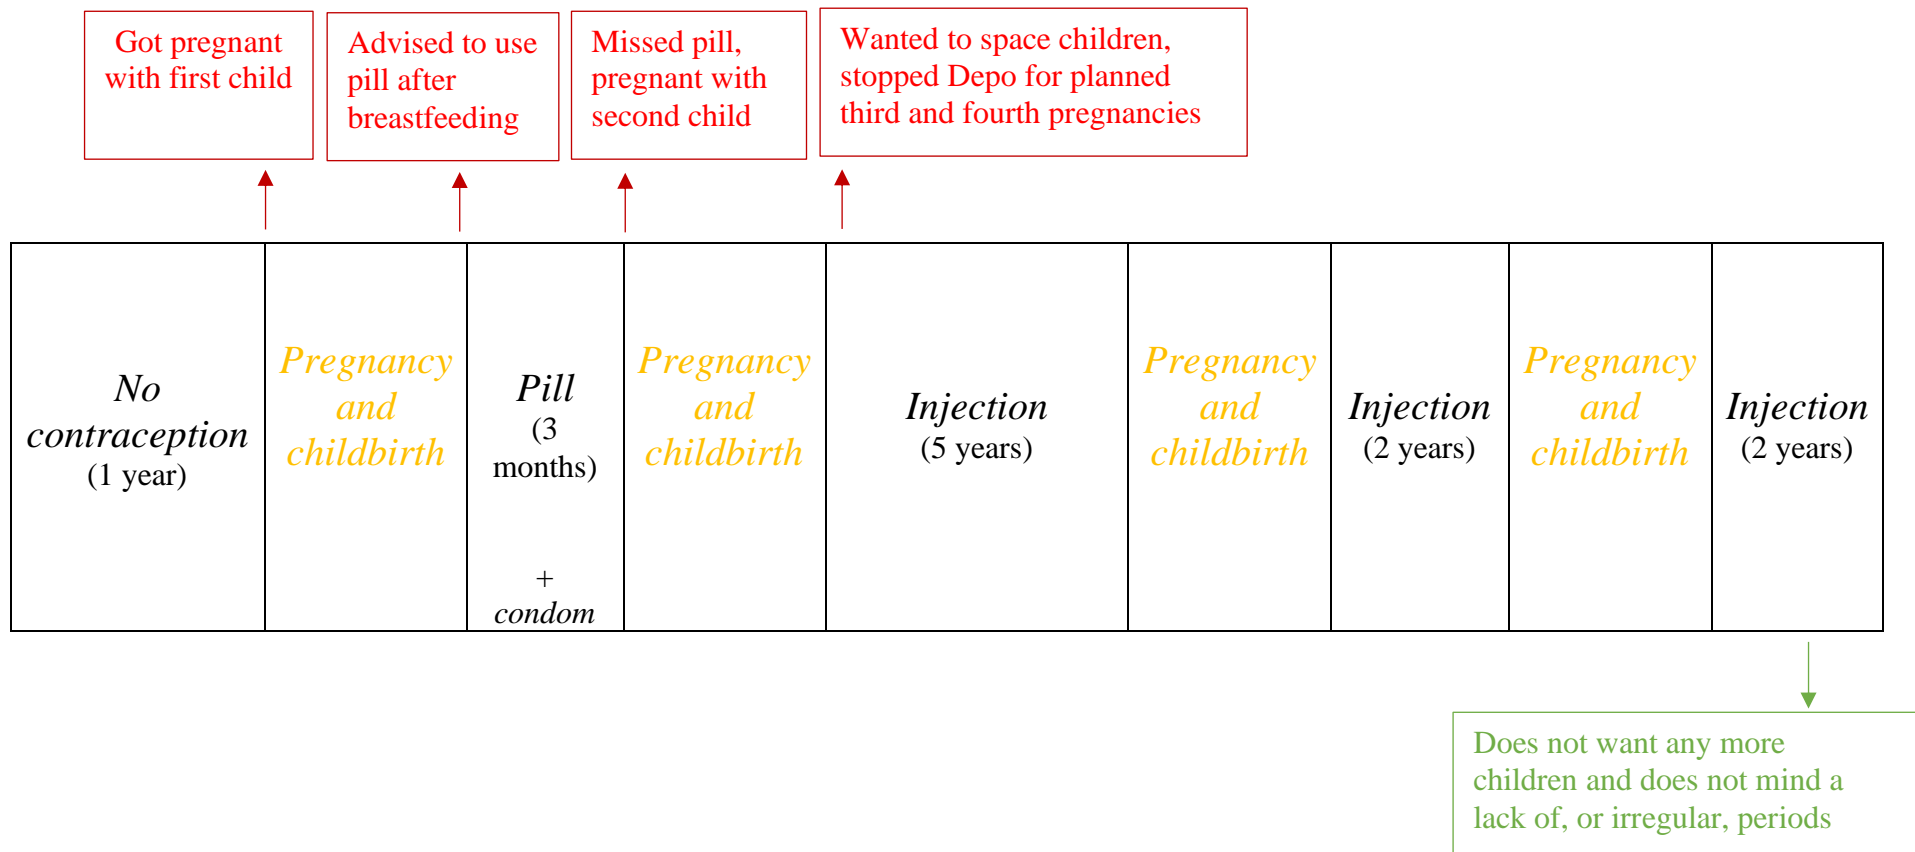 Got pregnant
with first child
Advised to use
pill after
breastfeeding
Missed pill,
pregnant with
second child
Wanted to space children,
stopped Depo for planned
third and fourth pregnancies
No
contraception
(1 year)
Pregnancy
and
childbirth
Pill
(3
months)
+
condom
Pregnancy
and
childbirth
Injection
(5 years)
Pregnancy
and
childbirth
Injection
(2 years)
Pregnancy
and
childbirth
Injection
(2 years)
Does not want any more
children and does not mind a
lack of, or irregular, periods